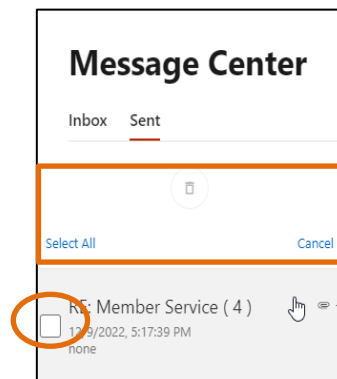 Message Center
Inbox Sent
Select All Cancel
RE: Member Service ( 4 )
12/9/2022, 5:17:39 PM
none